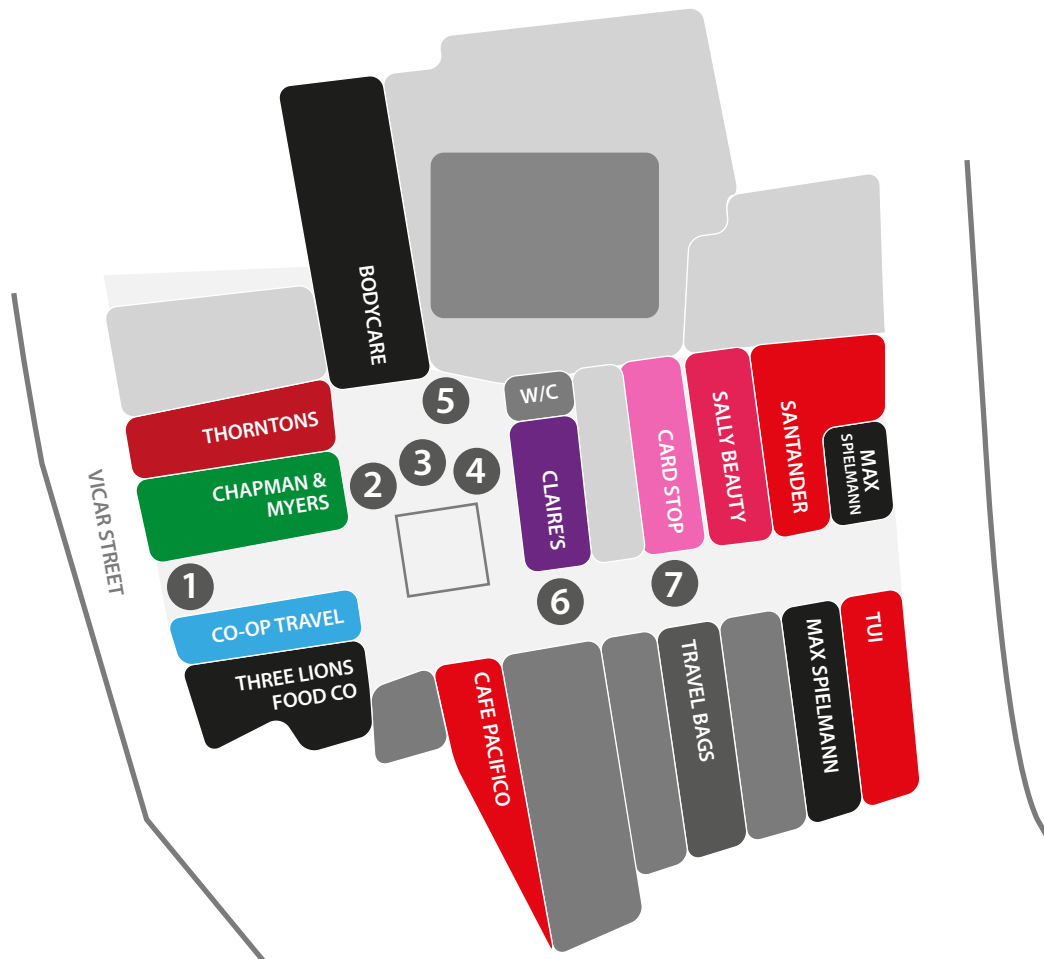 BODYCARE
THORNTONS
CHAPMAN &
MYERS
VICAR STREET
1
2
3
4
5
W/C
CLAIRE'S
CARD STOP
SALLY BEAUTY
SANTANDER
MAX
SPIELMANN
6
7
CO-OP TRAVEL
THREE LIONS
FOOD CO
CAFE PACIFICO
TRAVEL BAGS
MAX SPIELMANN
TUI